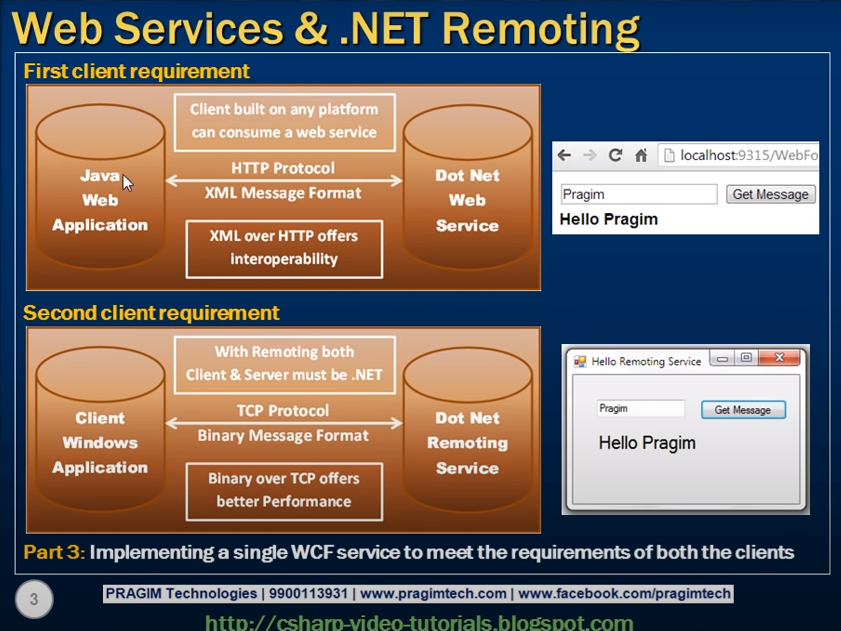 Web Services & .NET Remoting
First client requirement
Client built on any platform
can consume a web service
Java
Web
Application
HTTP Protocol
XML Message Format
Dot Net
Web
Service
XML over HTTP offers
interoperability
localhost:9315/WebFo
Pragim
Get Message
Hello Pragim
Second client requirement
With Remoting both
Client & Server must be .NET
Client
Windows
Application
TCP Protocol
Binary Message Format
Dot Net
Remoting
Service
Binary over TCP offers
better Performance
Hello Remoting Service
Pragim
Get Message
Hello Pragim
Part 3: Implementing a single WCF service to meet the requirements of both the clients
3
PRAGIM Technologies | 9900113931 | www.pragimtech.com | www.facebook.com/pragimtech
http://csharp-video-tutorials.blogspot.com